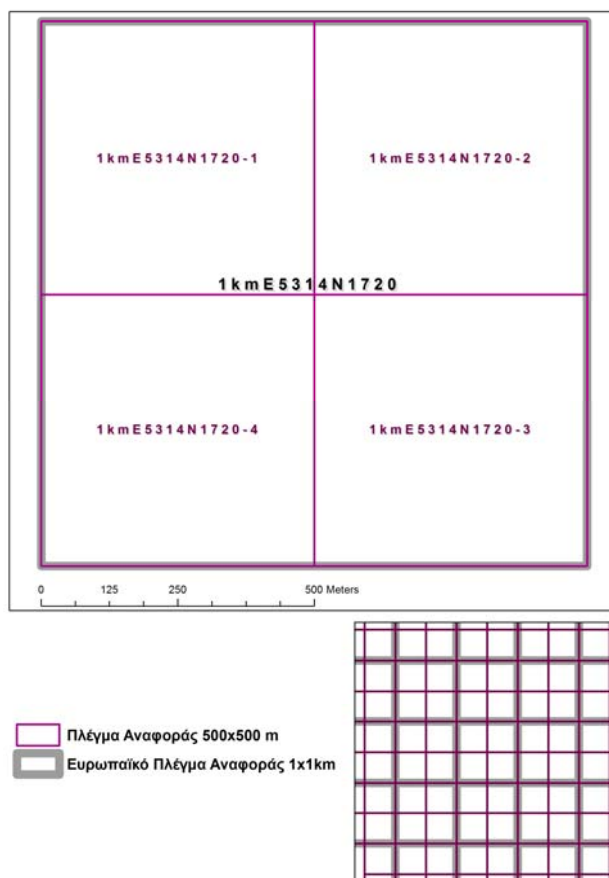 1kmE5314N1720-1 1kmE5314N1720-2
1kmE5314N1720
1kmE5314N1720-4 1kmE5314N1720-3
0 125 250 500 Meters
Πλέγμα Αναφοράς 500x500 m
Ευρωπαϊκό Πλέγμα Αναφοράς 1x1km